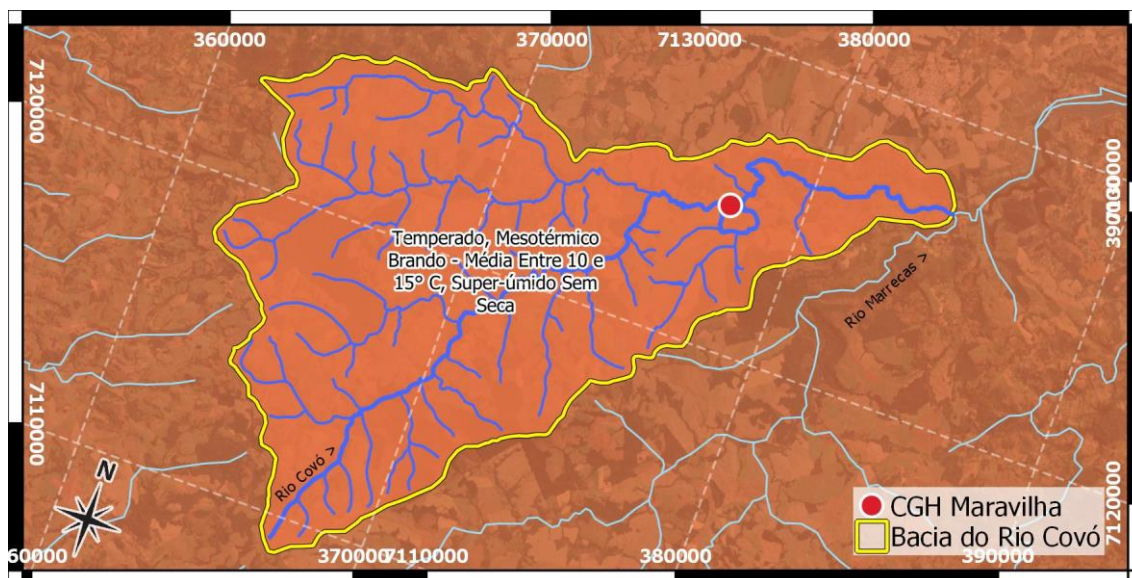 360000
370000
7130000
380000
7120000
7130000
390000
Temperado, Mesotérmico
Brando - Média Entre 10 e
15° C, Super-úmido Sem
Seca
Rio Marrecas >
7110000
Rio Covó >
N
7120000
CGH Maravilha
Bacia do Rio Covó
360000
370000
7110000
380000
390000